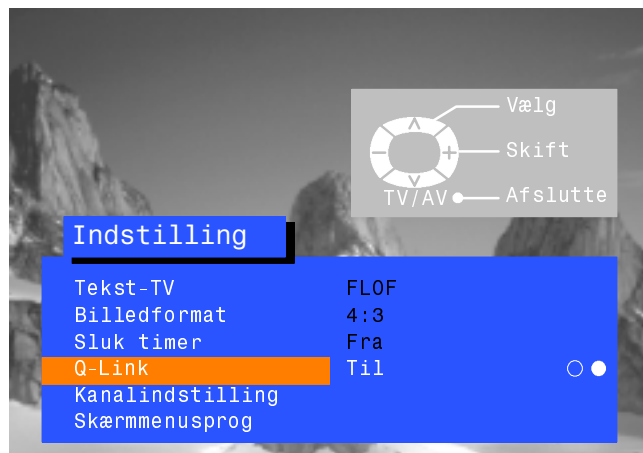 Vælg
Skift
TV/AV Afslutte
Indstilling
Tekst-TV FLOF
Billedformat 4:3
Sluk timer Fra
Q-Link Til
Kanalindstilling
Skærmmenusprog